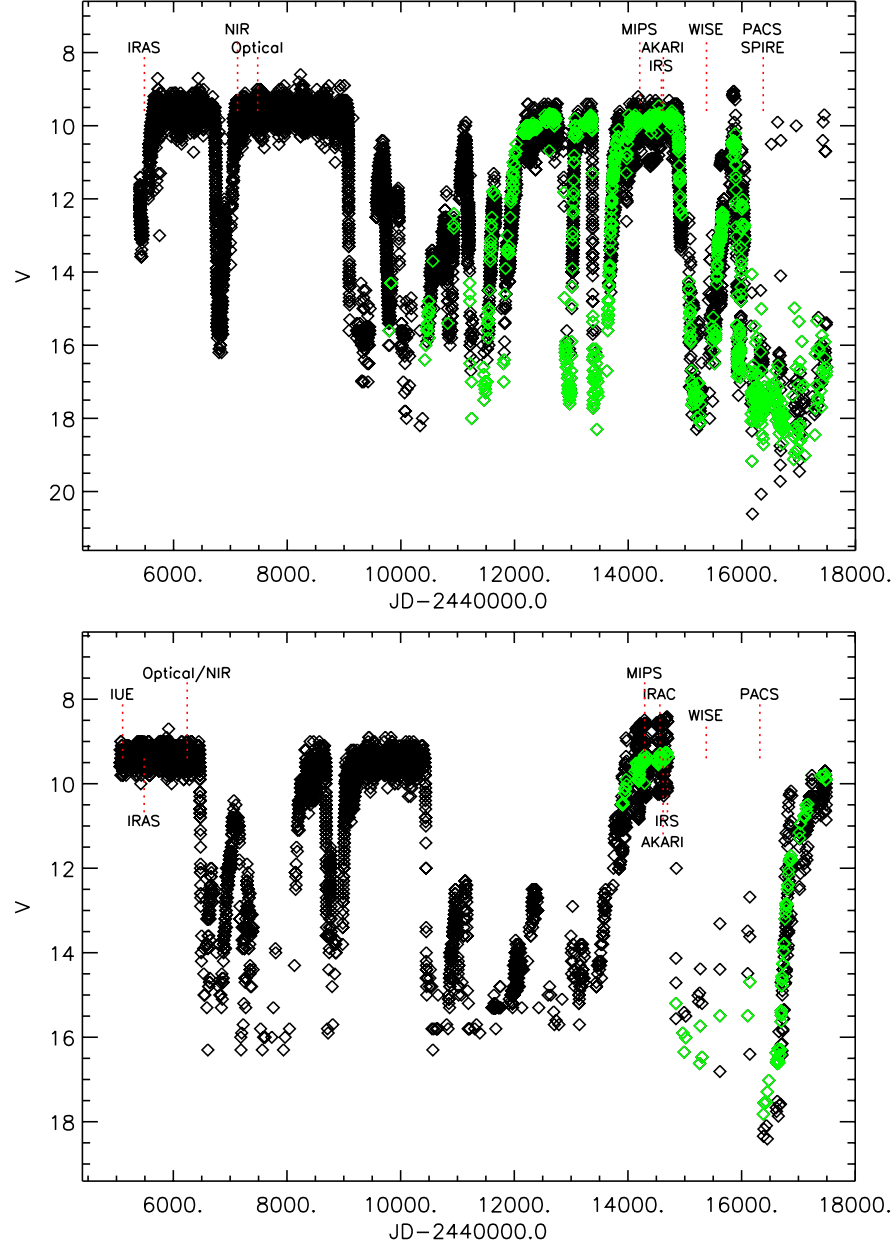 NIR MIPS WISE PACS
IRAS Optical AKARI SPIRE
IRS
8
10
12
14
16
18
20
V
6000. 8000. 10000. 12000. 14000. 16000. 18000.
JD-2440000.0
Optical/NIR MIPS
IUE IRAC PACS
WISE
IRAS IRS
AKARI
8
10
12
14
16
18
V
6000. 8000. 10000. 12000. 14000. 16000. 18000.
JD-2440000.0